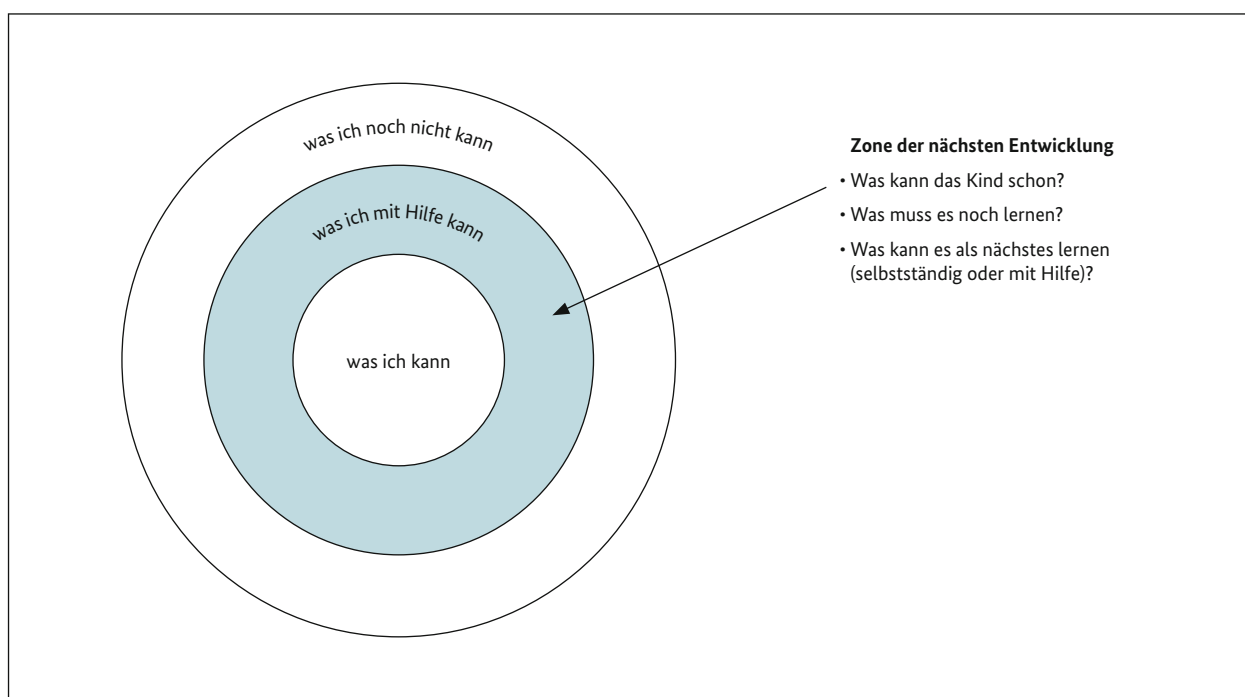 was ich noch nicht kann
was ich mit Hilfe kann
was ich kann
Zone der nächsten Entwicklung
• Was kann das Kind schon?
• Was muss es noch lernen?
• Was kann es als nächstes lernen
(selbstständig oder mit Hilfe)?